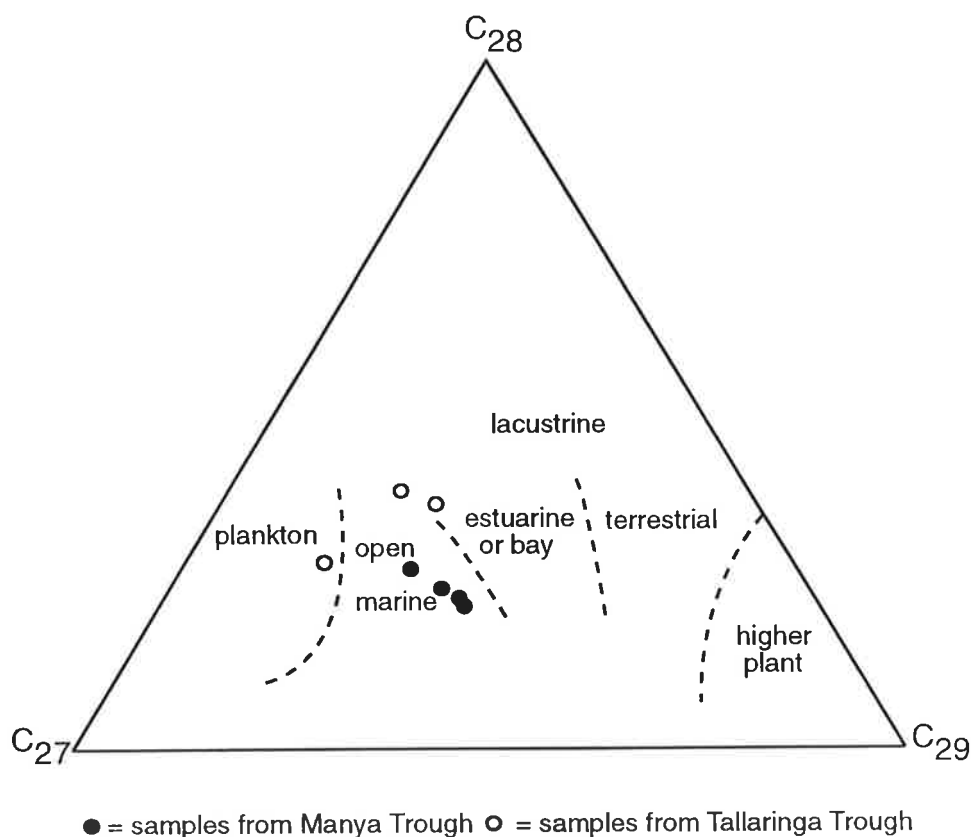 C28
lacustrine
plankton
open
marine
estuarine
or bay
terrestrial
higher
plant
C27
C29
● = samples from Manya Trough o = samples from Tallaringa Trough